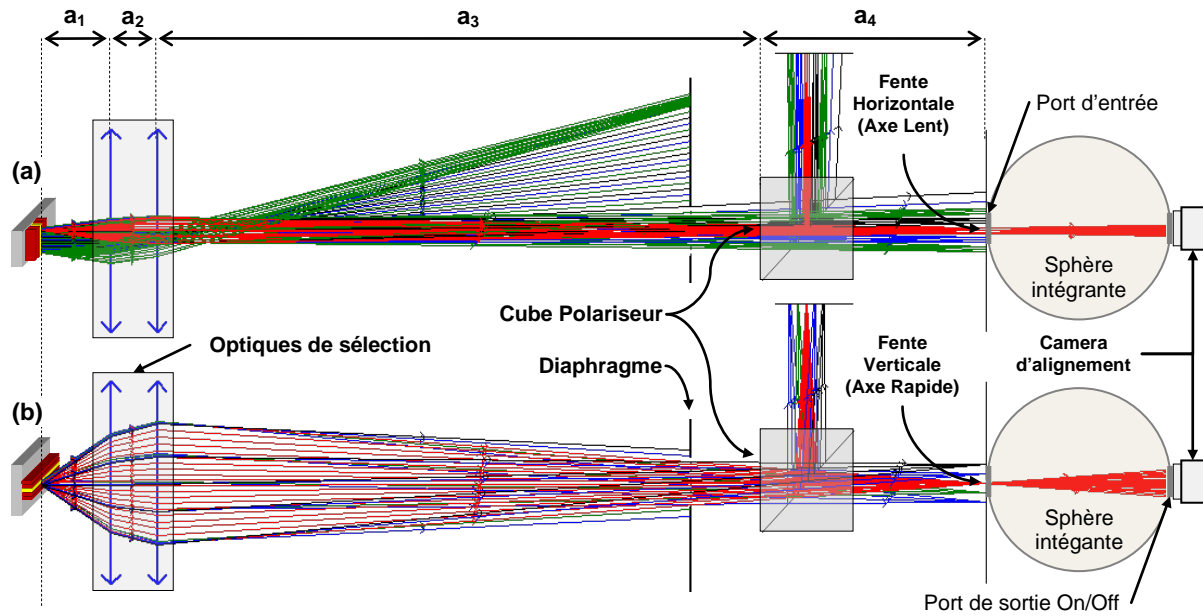 a1 a2 a3 a4
Fente
Horizontale
(Axe Lent)
Port d'entrée
(a)
Sphère
intégrante
Cube Polariseur
Optiques de sélection
Diaphragme
Fente
Verticale
(Axe Rapide)
Camera
d'alignement
(b)
Sphère
intégante
Port de sortie On/Off